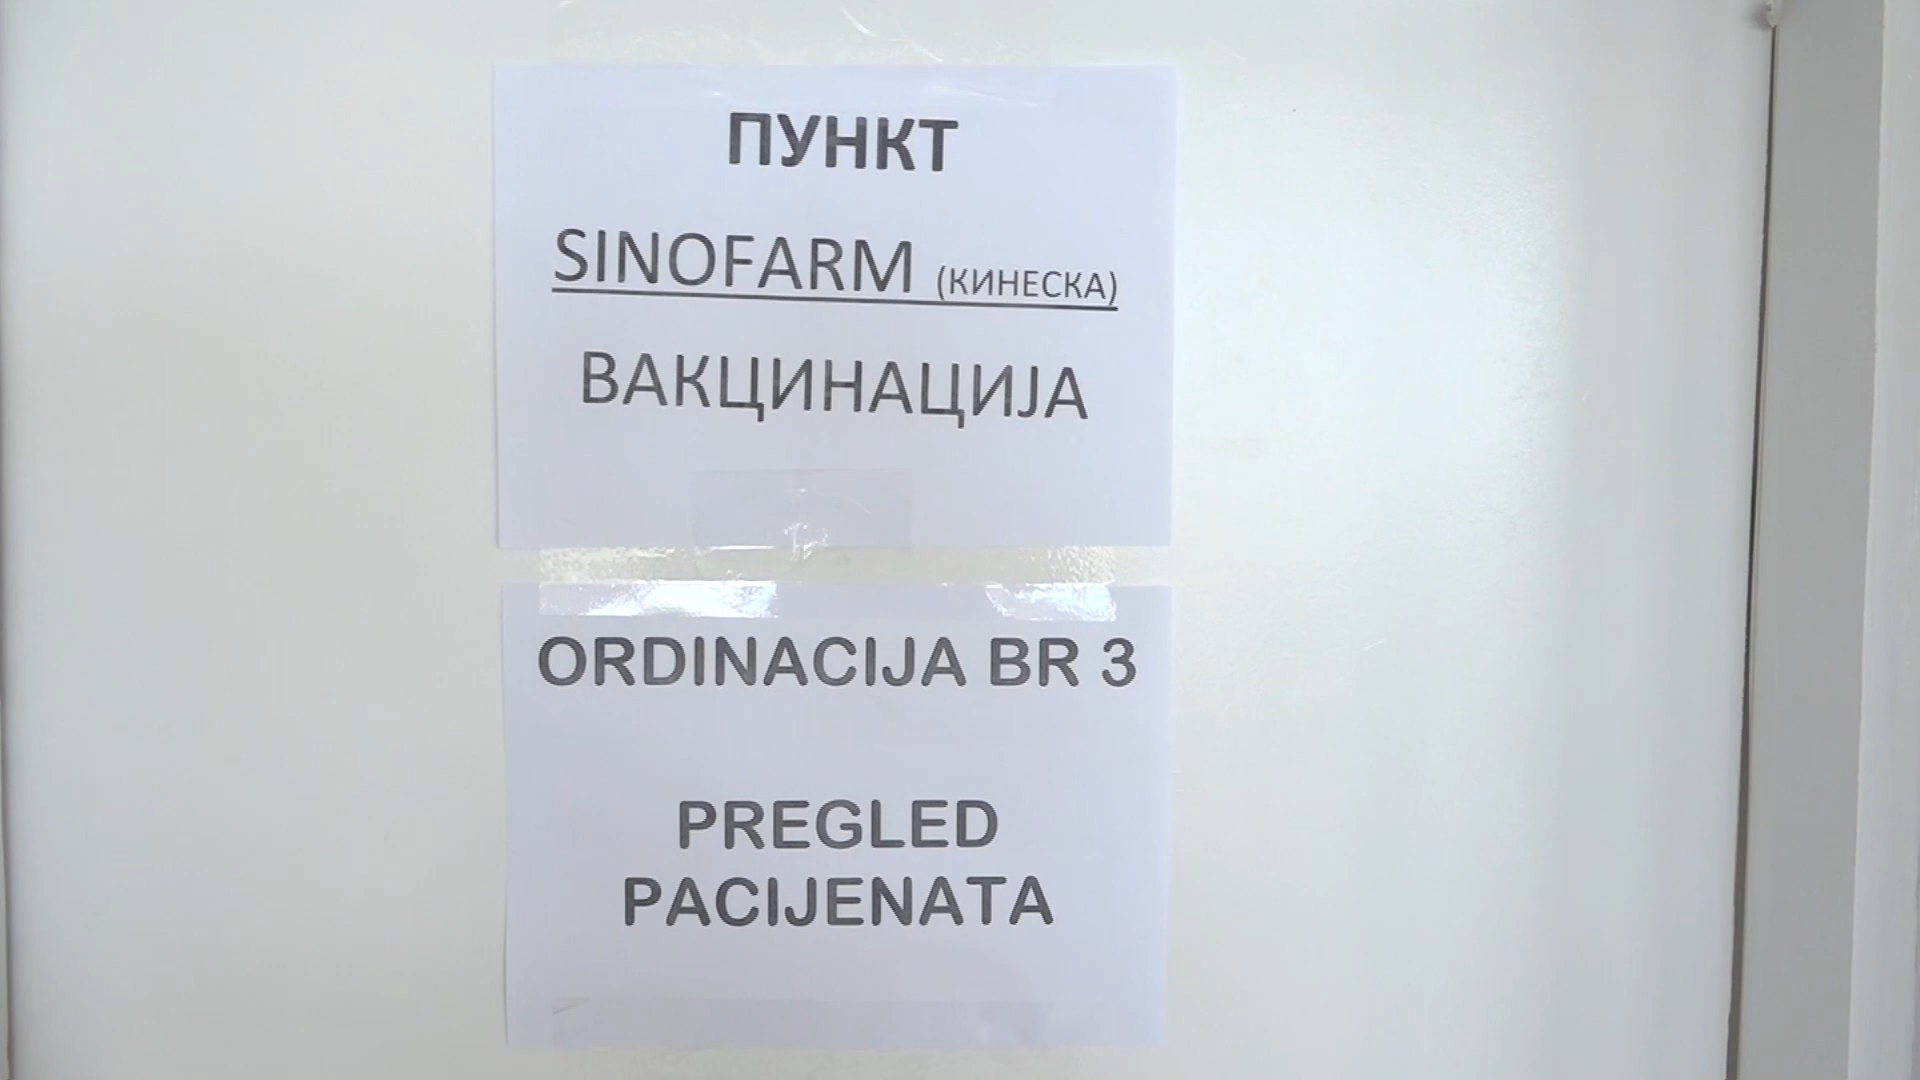 ПУНКТ
SINOFARM (КИНЕСКА)
ВАКЦИНАЦИЈА
ORDINACIJA BR 3
PREGLED
PACIJENATA